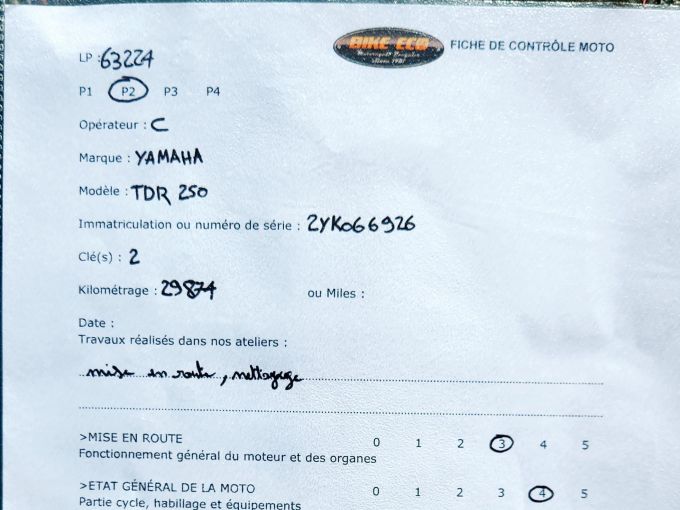 LP : 63224
BIKE ECO
FICHE DE CONTRÔLE MOTO
P1 P2 P3 P4
Opérateur : C
Marque : YAMAHA
Modèle : TDR 250
Immatriculation ou numéro de série : 2YK066926
Clé(s) : 2
Kilométrage : 29874 ou Miles :
Date :
Travaux réalisés dans nos ateliers :
mise en route, nettoyage
>MISE EN ROUTE 0 1 2 3 4 5
Fonctionnement général du moteur et des organes
>ETAT GÉNÉRAL DE LA MOTO 0 1 2 3 4 5
Partie cycle, habillage et équipements